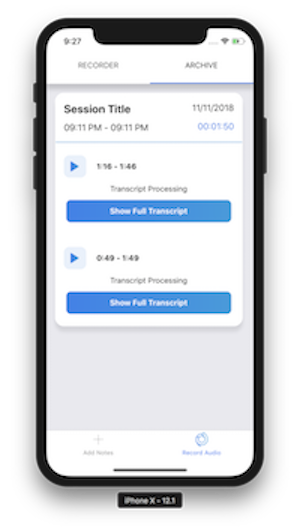 9:27
RECORDER ARCHIVE
Session Title 11/11/2018
09:11 PM - 09:11 PM 00:01:50
1:16 - 1:46
Transcript Processing
Show Full Transcript
0:49 - 1:49
Transcript Processing
Show Full Transcript
Add Notes Record Audio
iPhone X - 12.1